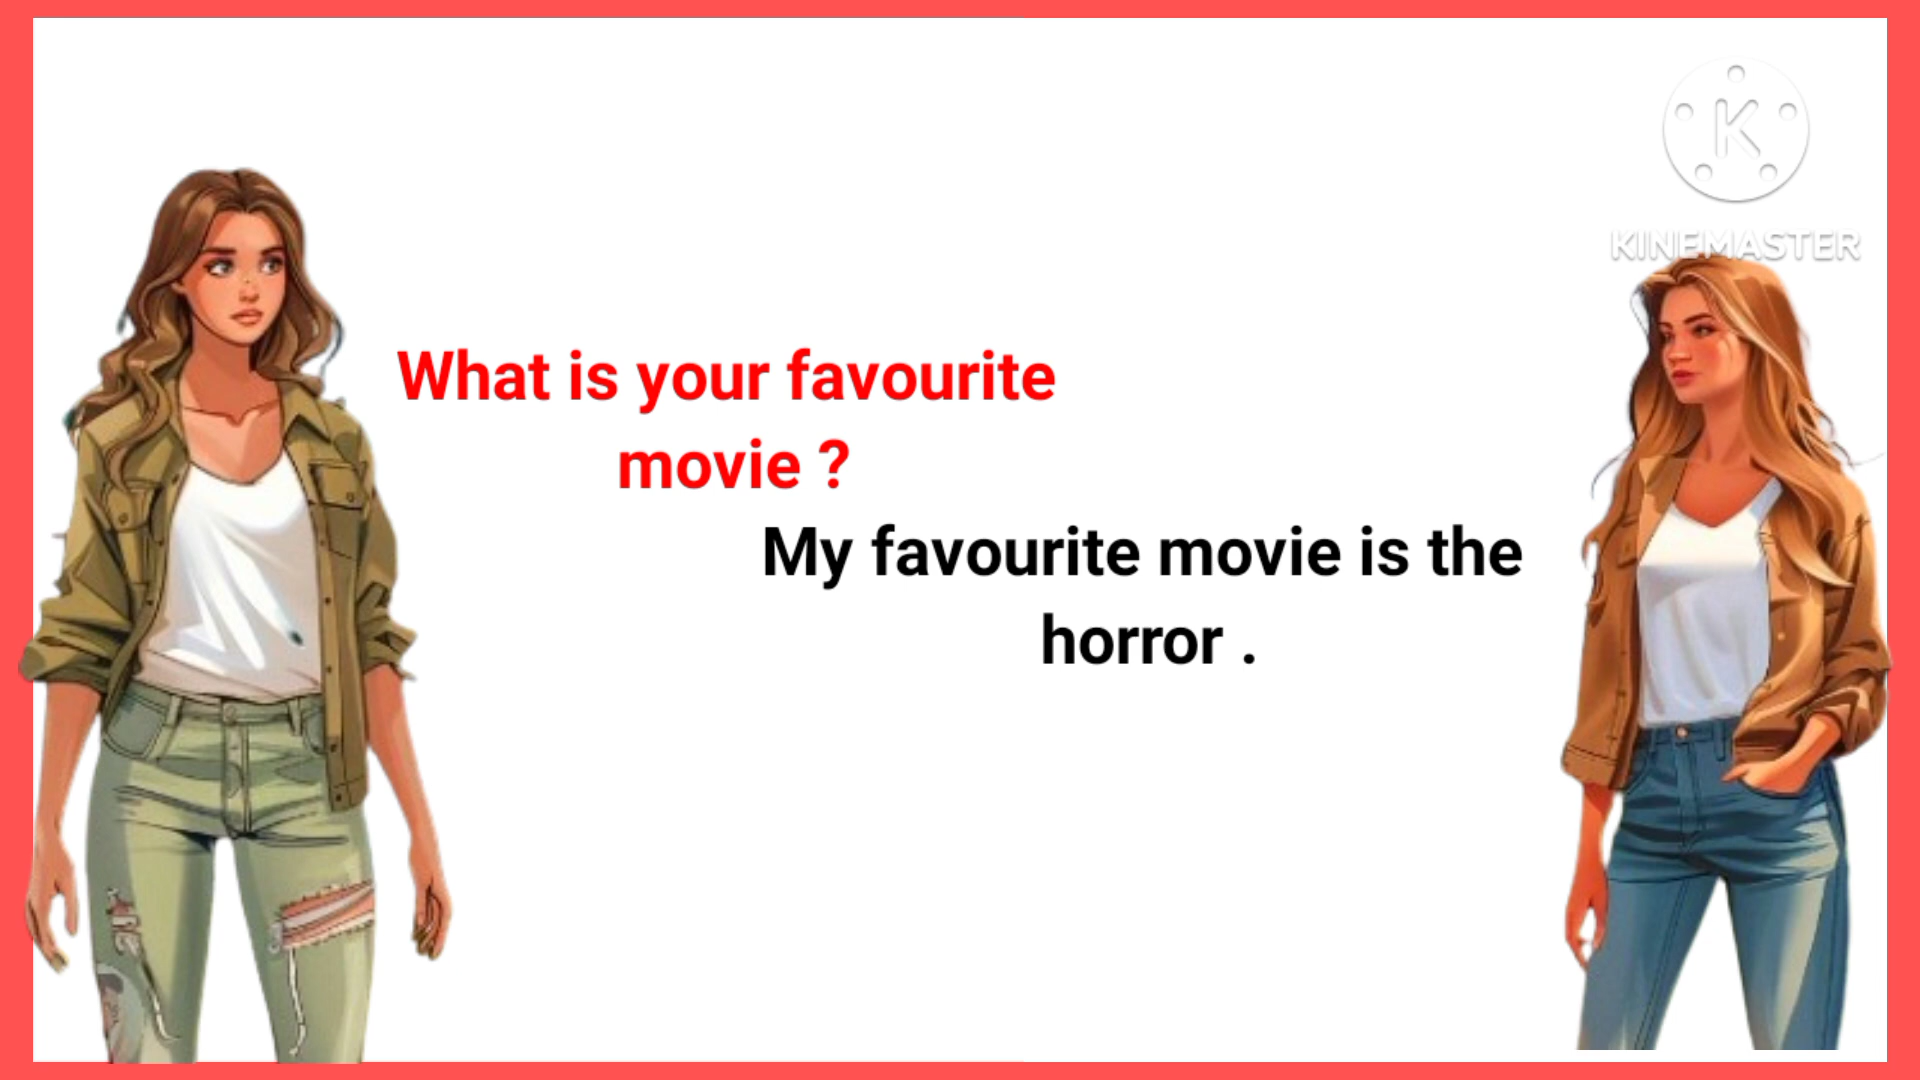 K
KINEMASTER
What is your favourite
movie ?
My favourite movie is the
horror .